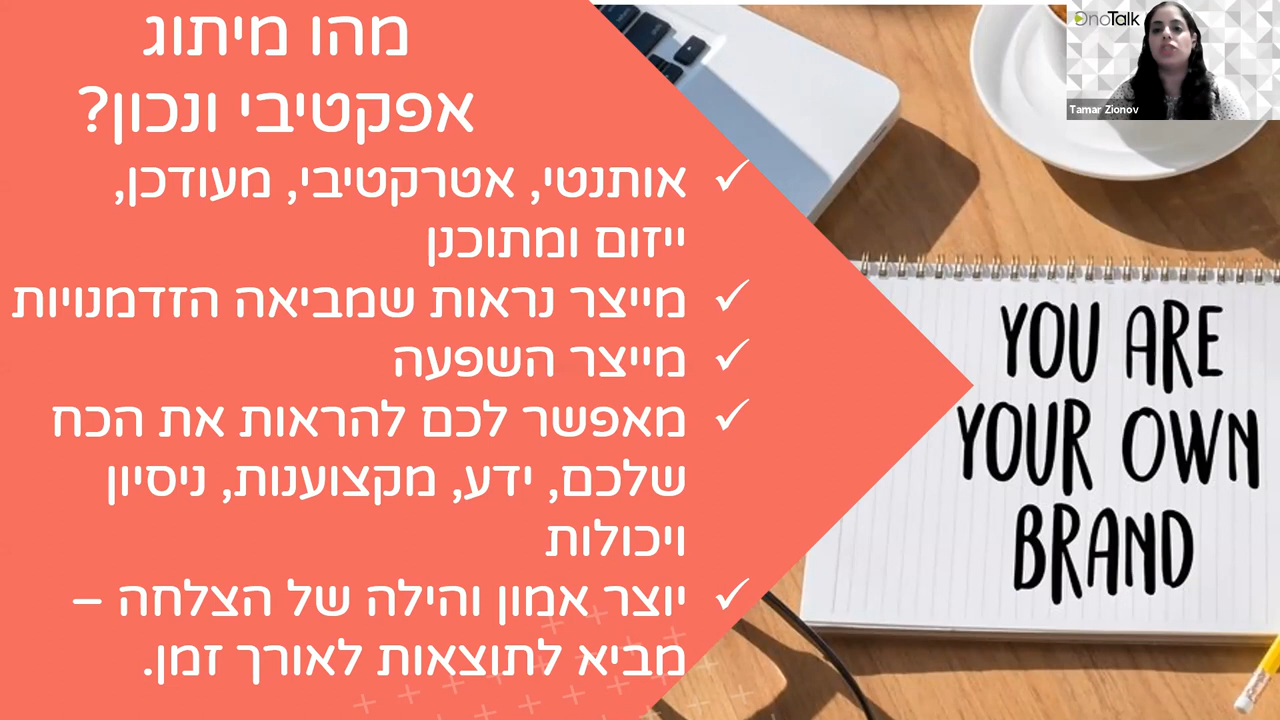 מהו מיתוג
אפקטיבי ונכון?
✓ אותנטי, אטרקטיבי, מעודכן,
ייזום ומתוכנן
✓ מייצר נראות שמביאה הזדמנויות
✓ מייצר השפעה
✓ מאפשר לכם להראות את הכח
שלכם, ידע, מקצוענות, ניסיון
ויכולות
✓ יוצר אמון והילה של הצלחה –
מביא לתוצאות לאורך זמן.
YOU ARE
YOUR OWN
BRAND
OnoTalk
Tamar Zionov